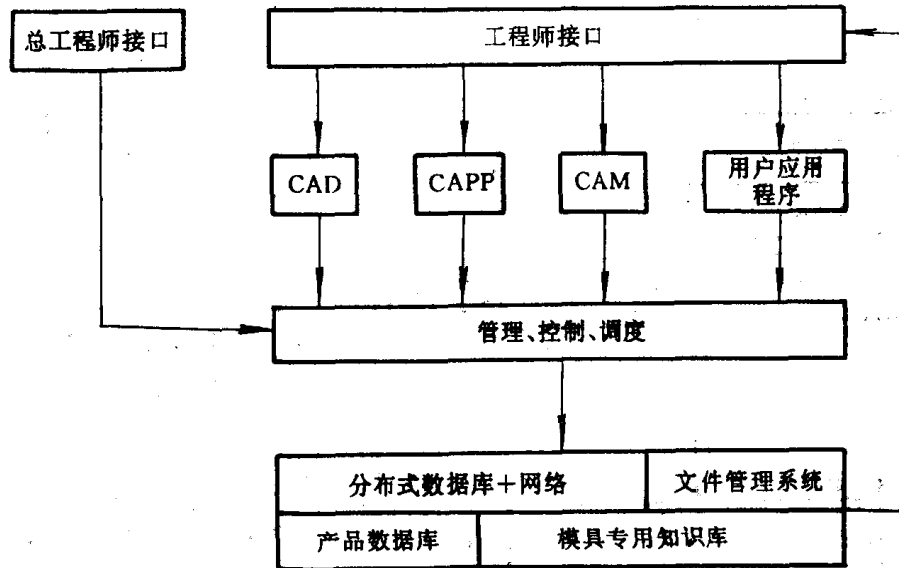 总工程师接口
工程师接口
CAD
CAPP
CAM
用户应用
程序
管理、控制、调度
分布式数据库+网络
文件管理系统
产品数据库
模具专用知识库